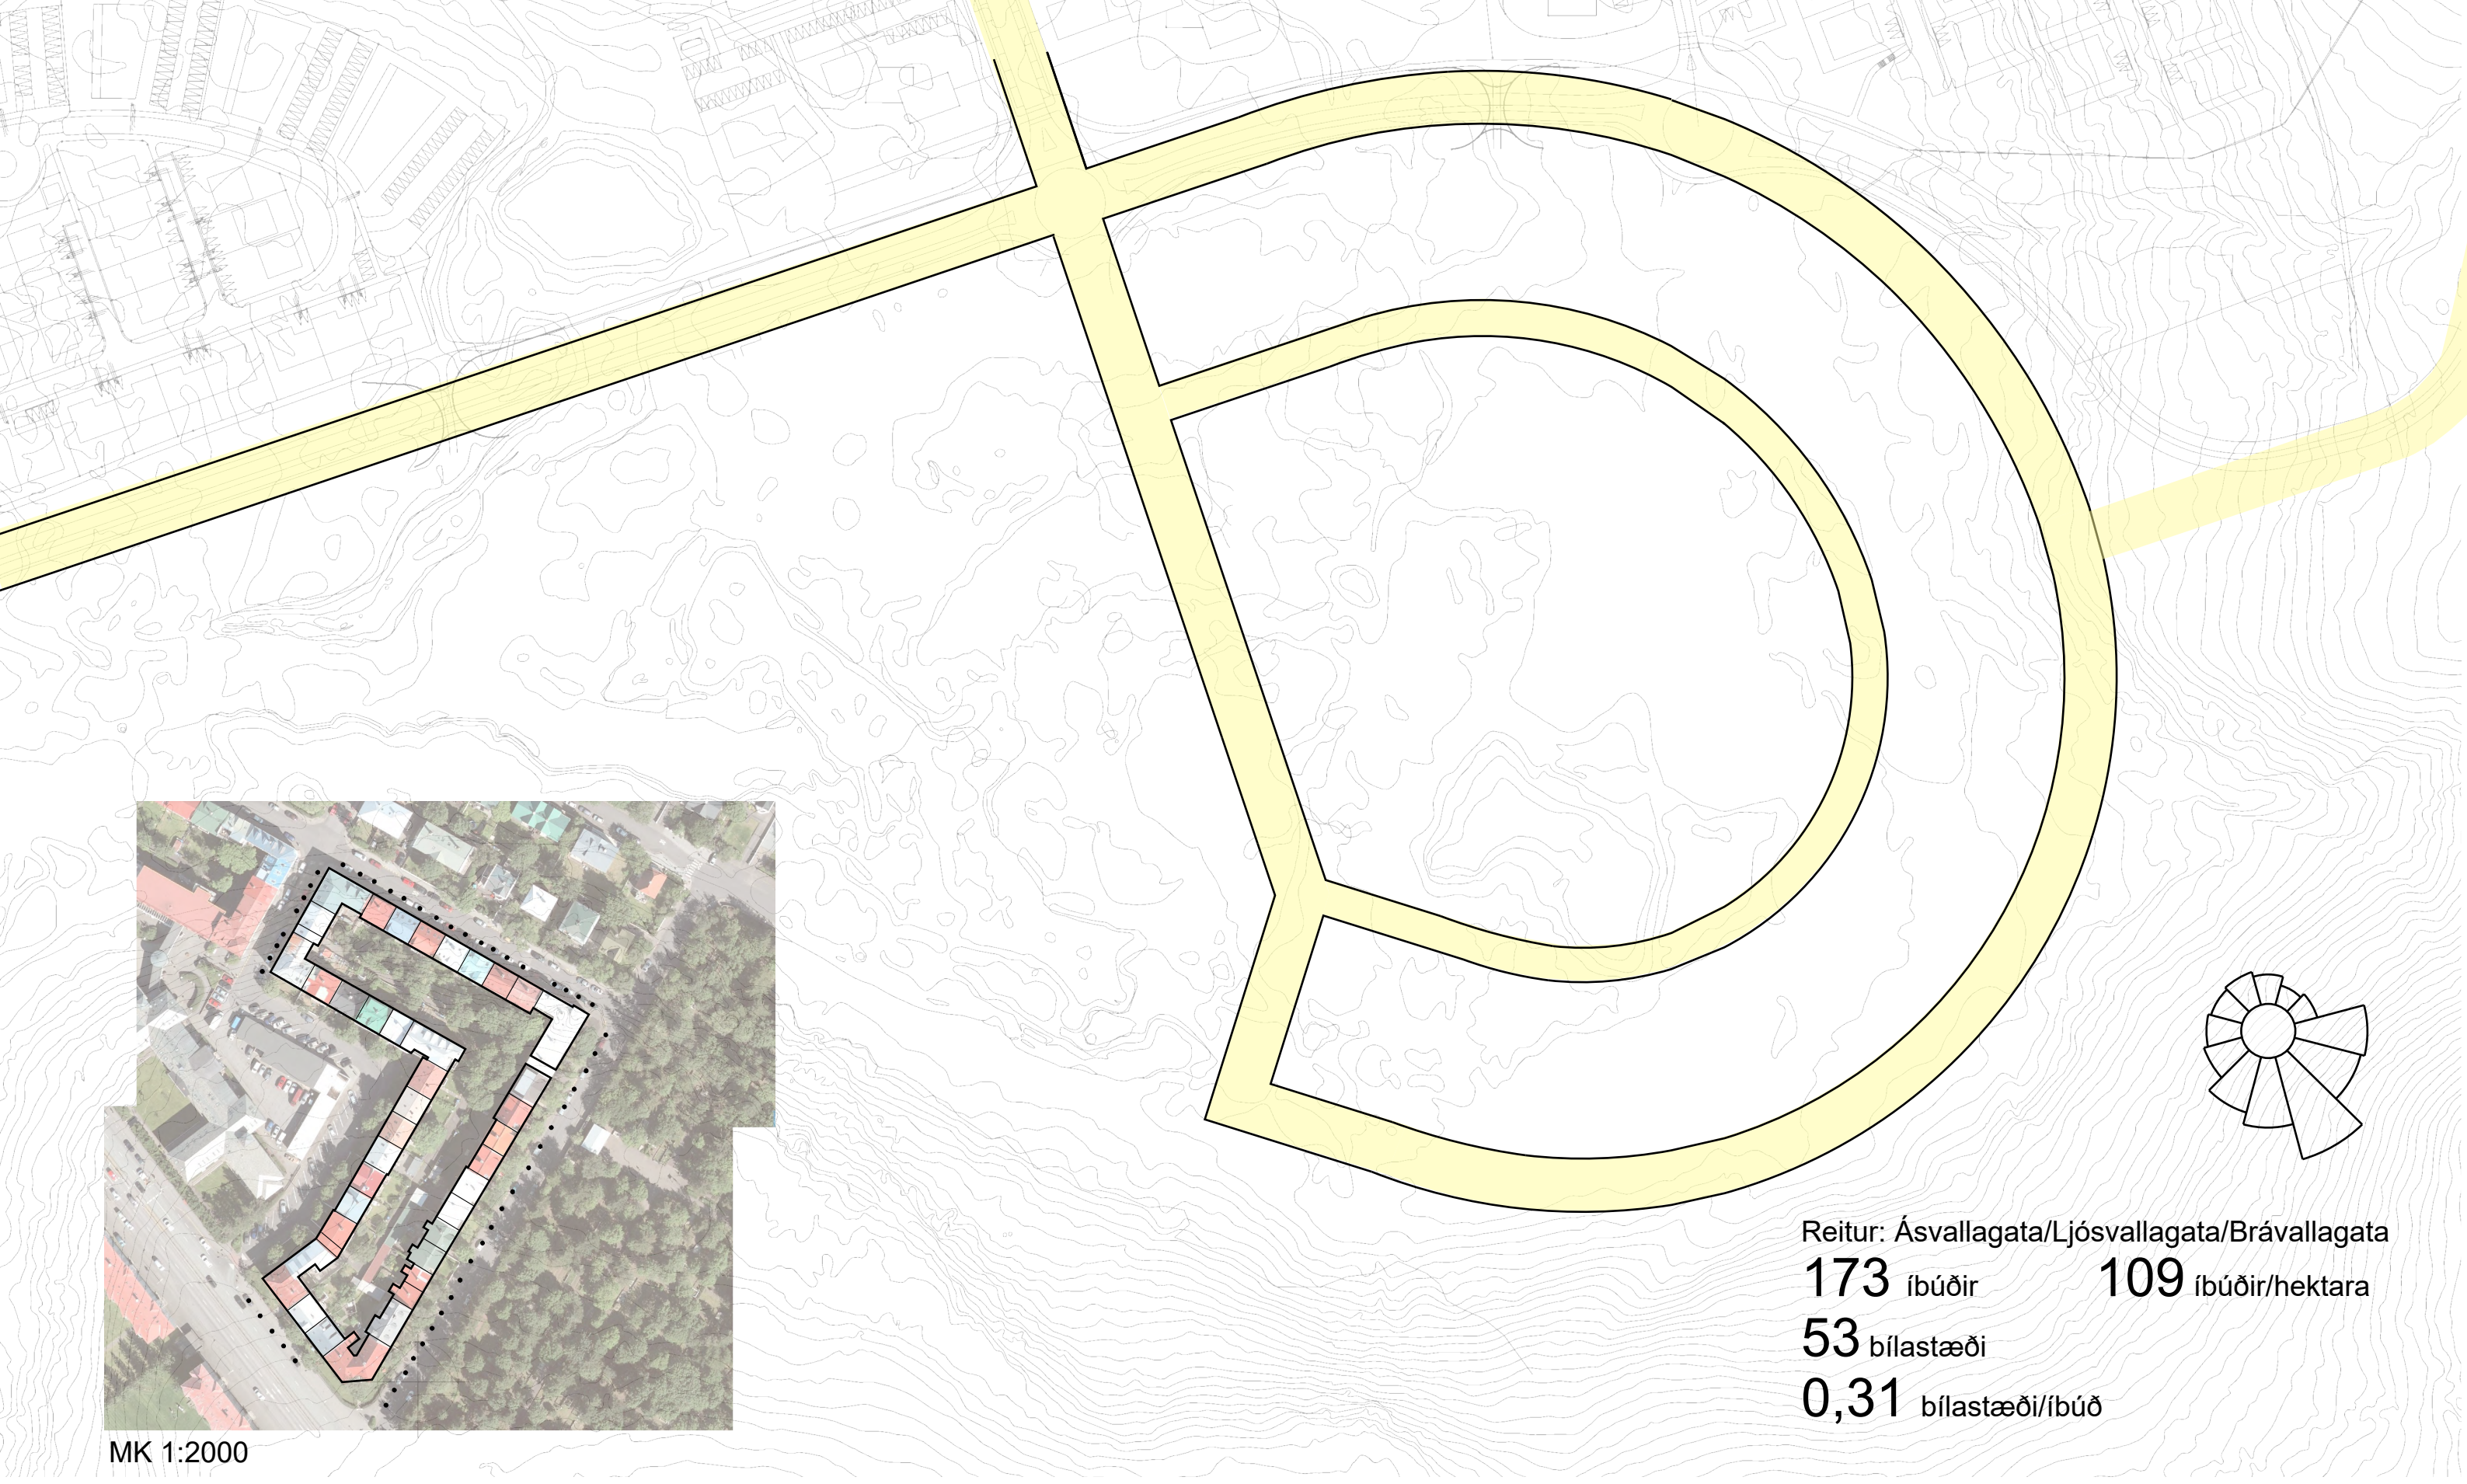 Reitur: Ásvallagata/Ljósvallagata/Brávallagata
173 íbúðir 109 íbúðir/hektara
53 bílastæði
0,31 bílastæði/íbúð
MK 1:2000